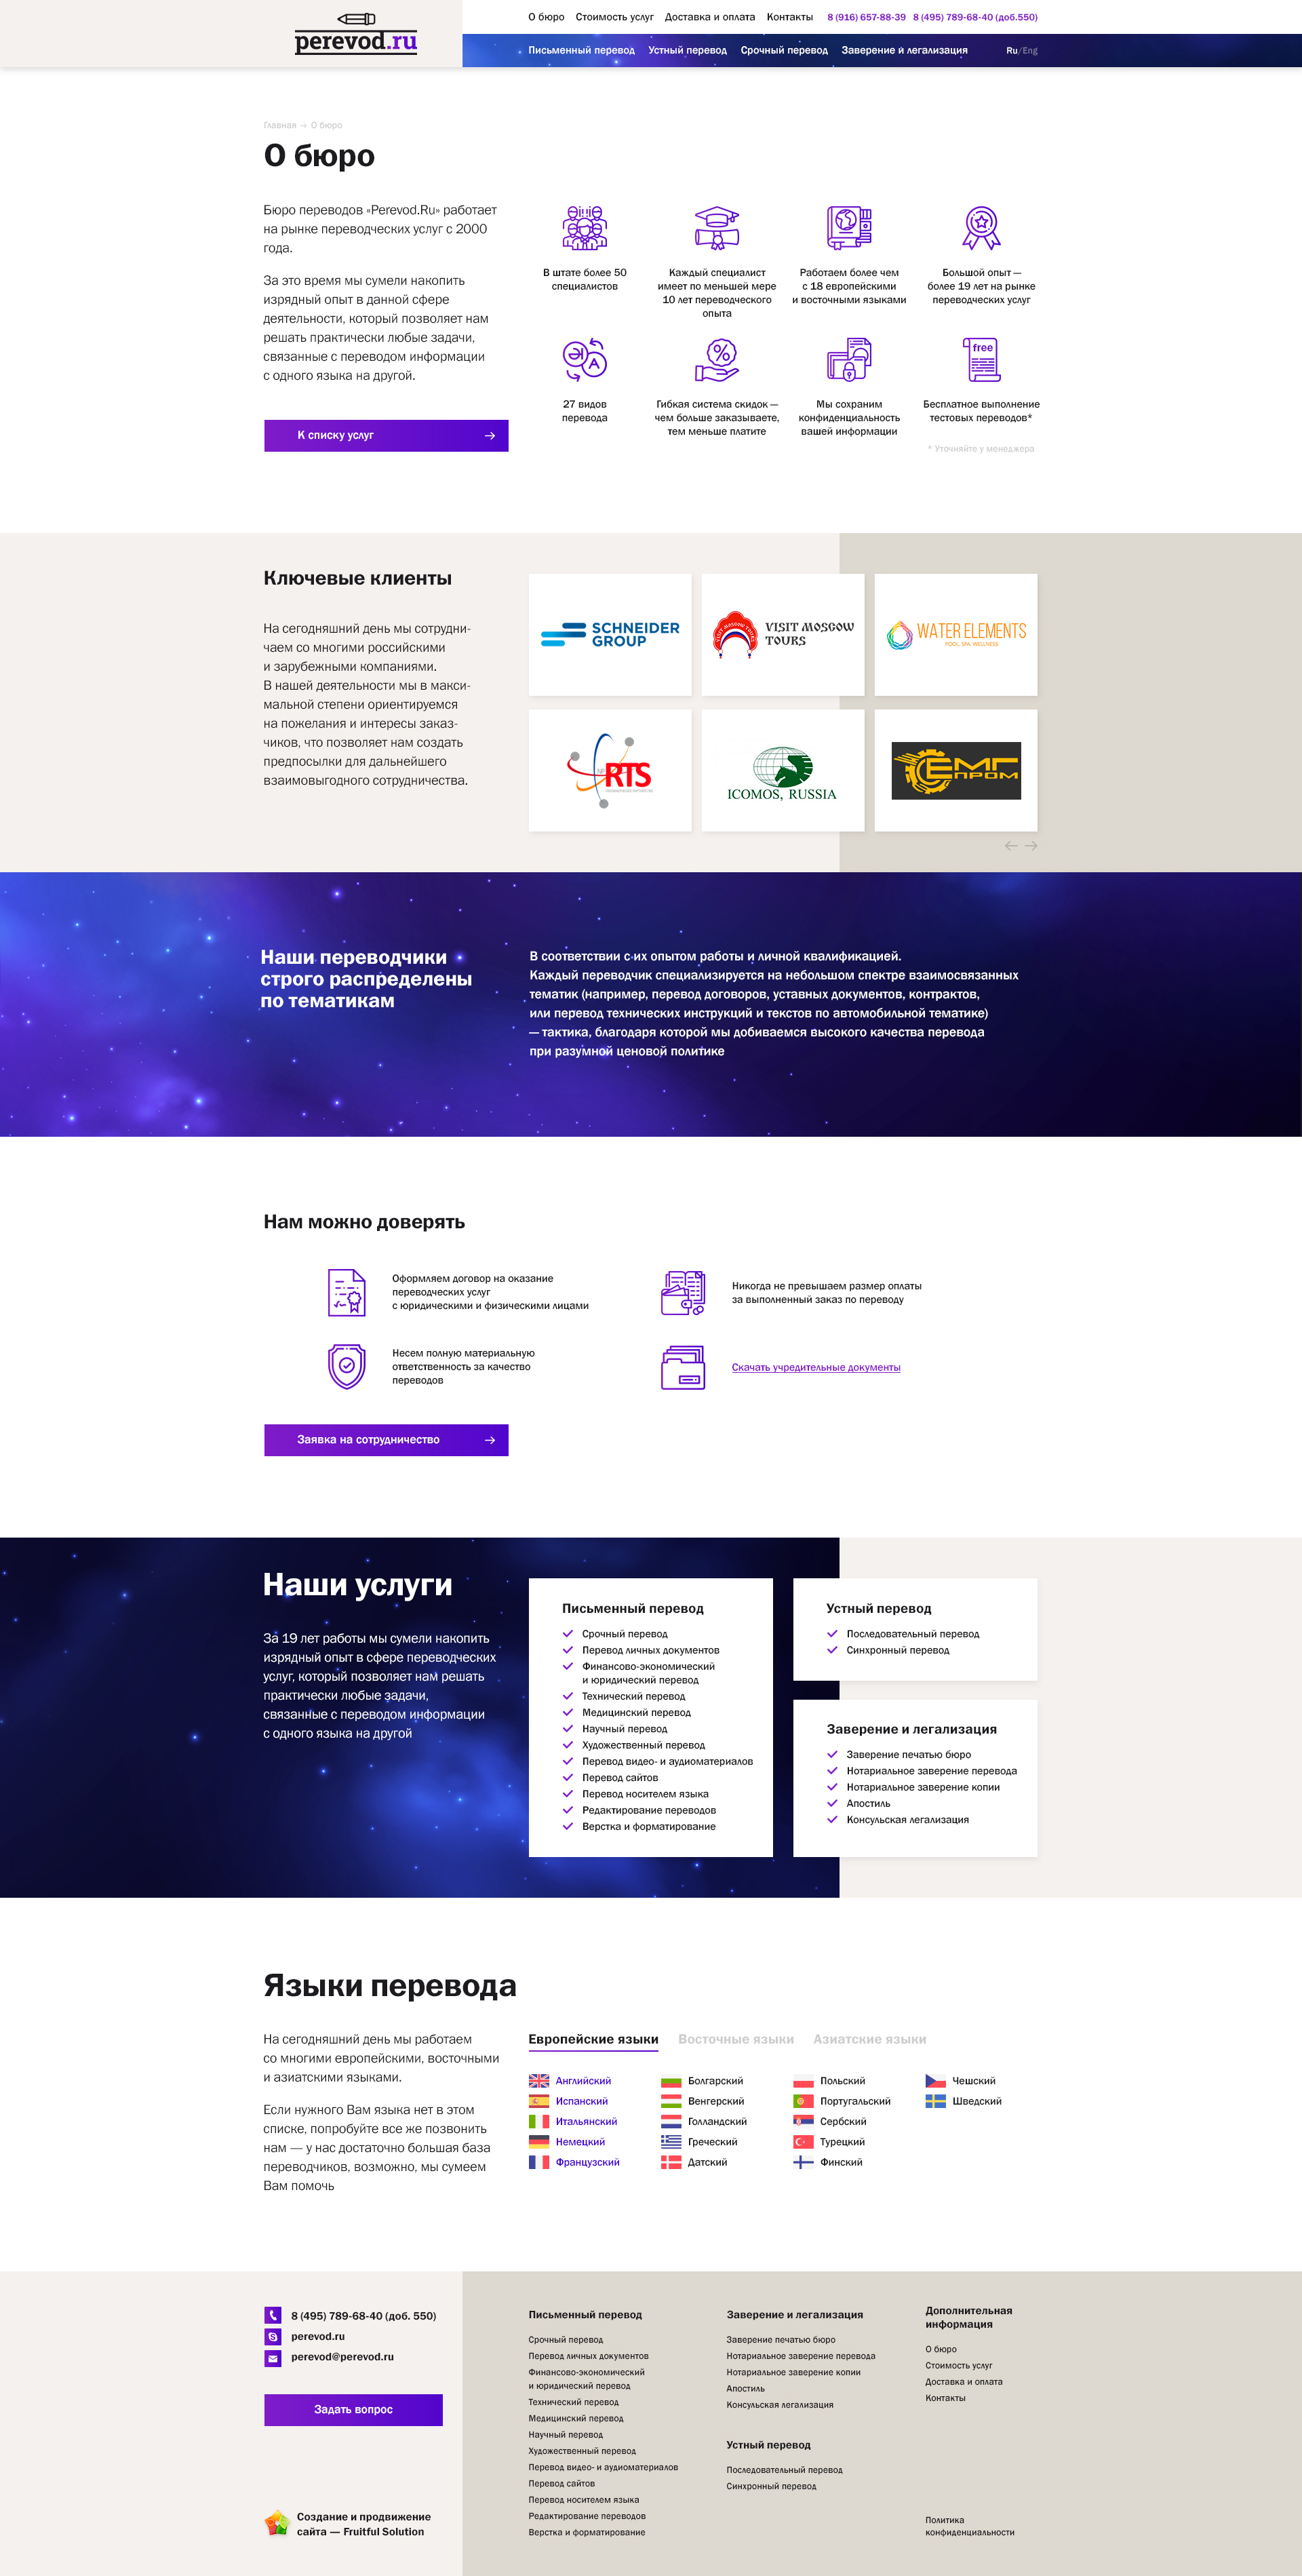 perevod.ru
О бюро Стоимость услуг Доставка и оплата Контакты 8 (916) 657-88-39 8 (495) 789-68-40 (доб.550)
Письменный перевод Устный перевод Срочный перевод Заверение и легализация Ru/Eng
Главная → О бюро
О бюро
Бюро переводов «Perevod.Ru» работает
на рынке переводческих услуг с 2000
года.
За это время мы сумели накопить
изрядный опыт в данной сфере
деятельности, который позволяет нам
решать практически любые задачи,
связанные с переводом информации
с одного языка на другой.
К списку услуг
В штате более 50
специалистов
Каждый специалист
имеет по меньшей мере
10 лет переводческого
опыта
Работаем более чем
с 18 европейскими
и восточными языками
Большой опыт —
более 19 лет на рынке
переводческих услуг
A
27 видов
перевода
%
Гибкая система скидок —
чем больше заказываете,
тем меньше платите
Мы сохраним
конфиденциальность
вашей информации
free
Бесплатное выполнение
тестовых переводов*
* Уточняйте у менеджера
Ключевые клиенты
На сегодняшний день мы сотрудни-
чаем со многими российскими
и зарубежными компаниями.
В нашей деятельности мы в макси-
мальной степени ориентируемся
на пожелания и интересы заказ-
чиков, что позволяет нам создать
предпосылки для дальнейшего
взаимовыгодного сотрудничества.
SCHNEIDER
GROUP
VISIT MOSCOW TOURS
VISIT MOSCOW
TOURS
WATER ELEMENTS
POOL. SPA. WELLNESS
RTS
ICOMOS, RUSSIA
ЕМГ
ПРОМ
Наши переводчики
строго распределены
по тематикам
В соответствии с их опытом работы и личной квалификацией.
Каждый переводчик специализируется на небольшом спектре взаимосвязанных
тематик (например, перевод договоров, уставных документов, контрактов,
или перевод технических инструкций и текстов по автомобильной тематике)
— тактика, благодаря которой мы добиваемся высокого качества перевода
при разумной ценовой политике
Нам можно доверять
Оформляем договор на оказание
переводческих услуг
с юридическими и физическими лицами
Никогда не превышаем размер оплаты
за выполненный заказ по переводу
Несем полную материальную
ответственность за качество
переводов
Скачать учредительные документы
Заявка на сотрудничество
Наши услуги
За 19 лет работы мы сумели накопить
изрядный опыт в сфере переводческих
услуг, который позволяет нам решать
практически любые задачи,
связанные с переводом информации
с одного языка на другой
Письменный перевод
Срочный перевод
Перевод личных документов
Финансово-экономический
и юридический перевод
Технический перевод
Медицинский перевод
Научный перевод
Художественный перевод
Перевод видео- и аудиоматериалов
Перевод сайтов
Перевод носителем языка
Редактирование переводов
Верстка и форматирование
Устный перевод
Последовательный перевод
Синхронный перевод
Заверение и легализация
Заверение печатью бюро
Нотариальное заверение перевода
Нотариальное заверение копии
Апостиль
Консульская легализация
Языки перевода
На сегодняшний день мы работаем
со многими европейскими, восточными
и азиатскими языками.
Если нужного Вам языка нет в этом
списке, попробуйте все же позвонить
нам — у нас достаточно большая база
переводчиков, возможно, мы сумеем
Вам помочь
Европейские языки Восточные языки Азиатские языки
Английский Болгарский Польский Чешский
Испанский Венгерский Португальский Шведский
Итальянский Голландский Сербский
Немецкий Греческий Турецкий
Французский Датский Финский
8 (495) 789-68-40 (доб. 550)
perevod.ru
perevod@perevod.ru
Задать вопрос
Создание и продвижение
сайта — Fruitful Solution
Письменный перевод
Срочный перевод
Перевод личных документов
Финансово-экономический
и юридический перевод
Технический перевод
Медицинский перевод
Научный перевод
Художественный перевод
Перевод видео- и аудиоматериалов
Перевод сайтов
Перевод носителем языка
Редактирование переводов
Верстка и форматирование
Заверение и легализация
Заверение печатью бюро
Нотариальное заверение перевода
Нотариальное заверение копии
Апостиль
Консульская легализация
Устный перевод
Последовательный перевод
Синхронный перевод
Дополнительная
информация
О бюро
Стоимость услуг
Доставка и оплата
Контакты
Политика
конфиденциальности